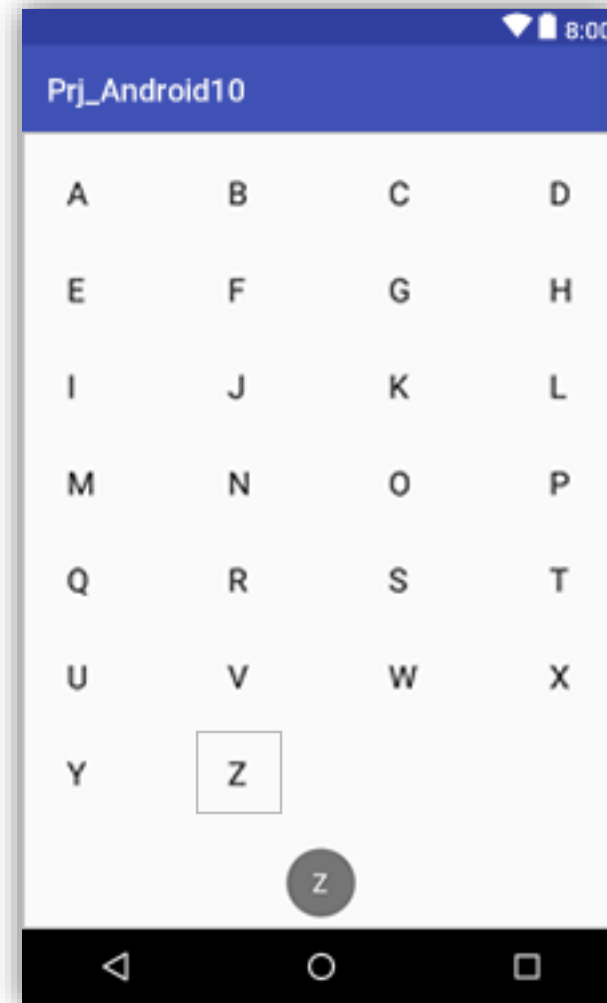 8:00
Prj_Android10
A B C D
E F G H
I J K L
M N O P
Q R S T
U V W X
Y Z
Z